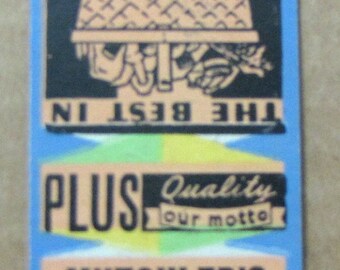 THE BEST IN
PLUS Quality
our motto